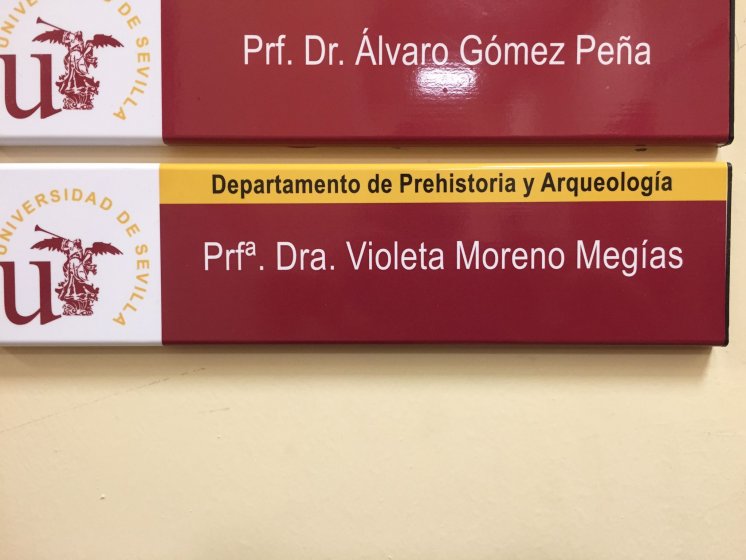 UNIVERSIDAD DE SEVILLA
u
Prf. Dr. Álvaro Gómez Peña
UNIVERSIDAD DE SEVILLA
u
Departamento de Prehistoria y Arqueología
Prfª. Dra. Violeta Moreno Megías